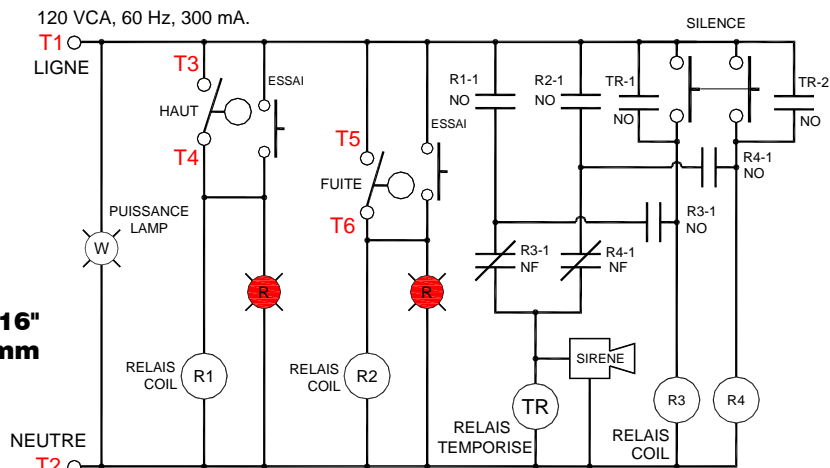 120 VCA, 60 Hz, 300 mA.
T1
LIGNE
SILENCE
T3
HAUT
T4
ESSAI
ESSAI
T5
FUITE
T6
R1-1
NO
R2-1
NO
TR-1
NO
TR-2
NO
R4-1
NO
R3-1
NO
PUISSANCE
LAMP
W
R3-1
NF
R4-1
NF
R
R
16"
mm
RELAIS
COIL
R1
RELAIS
COIL
R2
SIRENE
TR
RELAIS
TEMPORISE
R3
RELAIS
COIL
R4
NEUTRE
T2